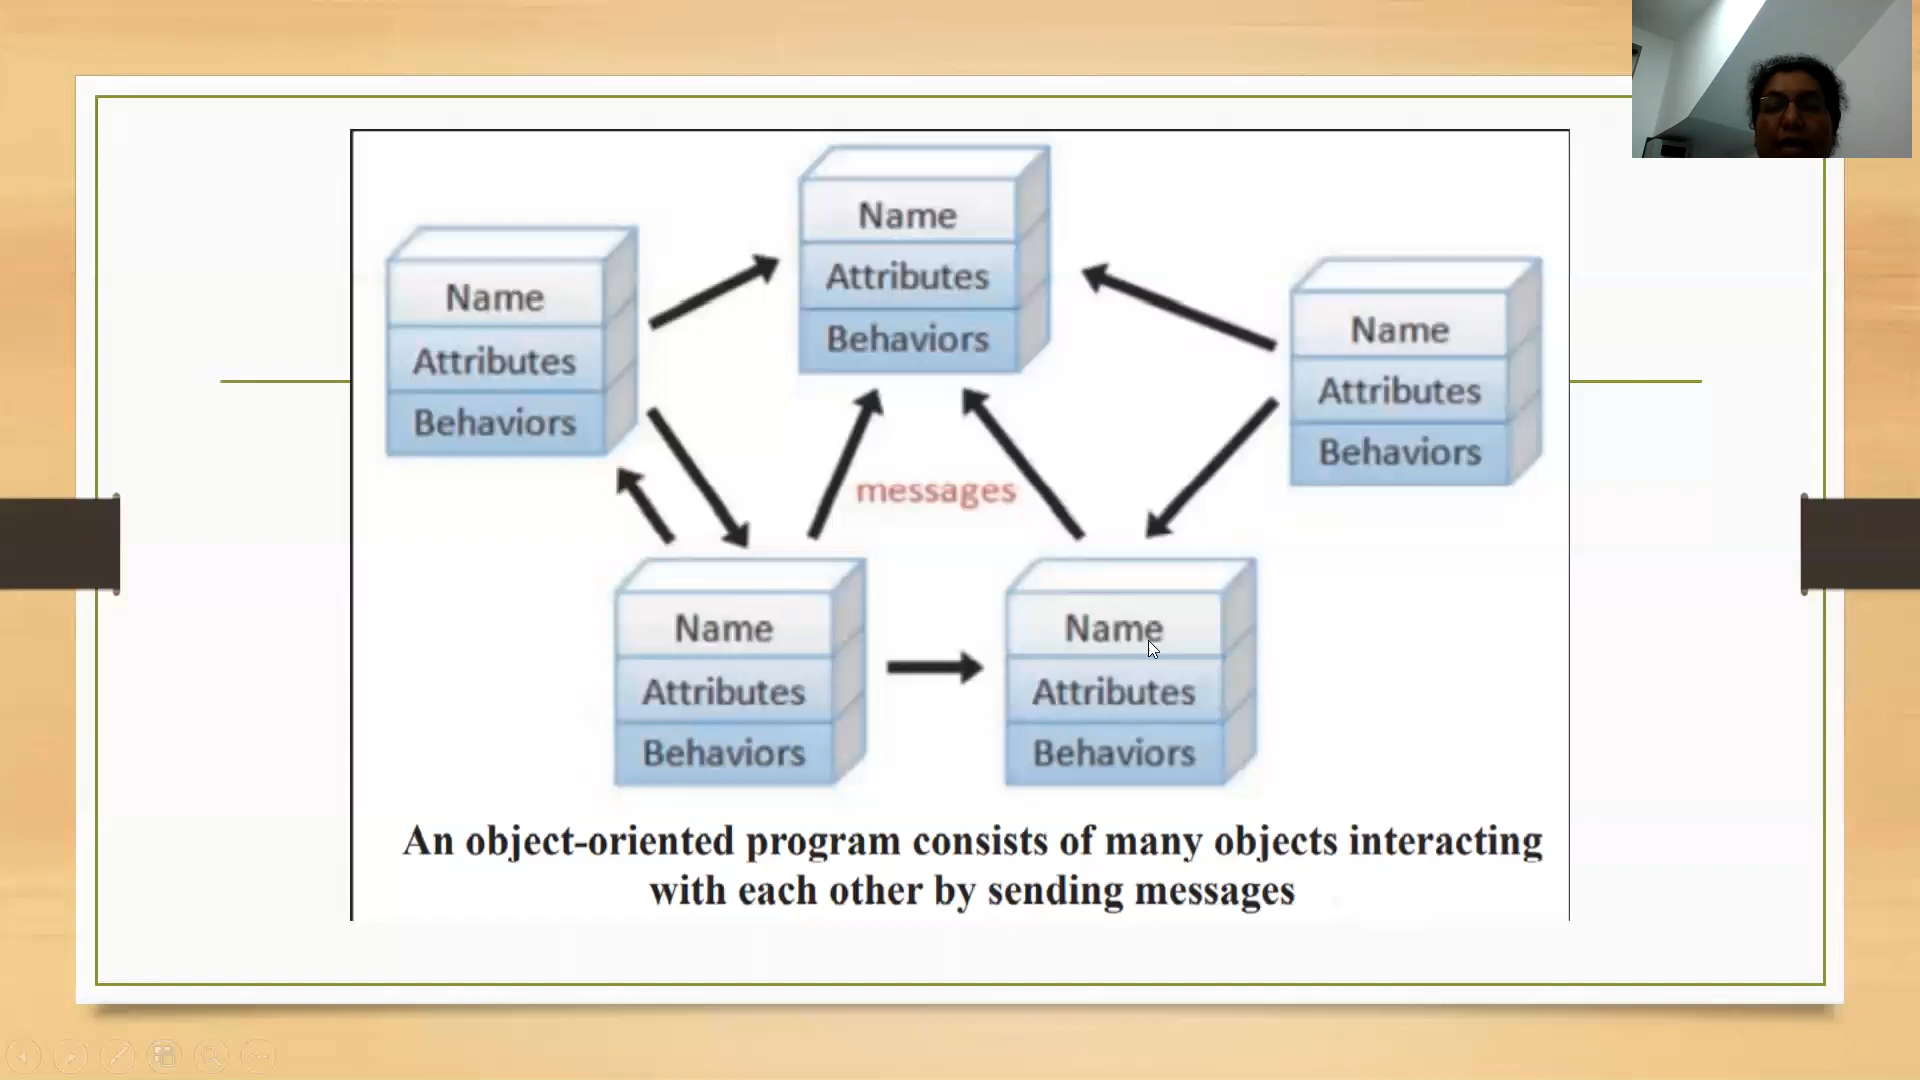 Name
Attributes
Behaviors
Name
Attributes
Behaviors
Name
Attributes
Behaviors
messages
Name
Attributes
Behaviors
Name
Attributes
Behaviors
An object-oriented program consists of many objects interacting
with each other by sending messages